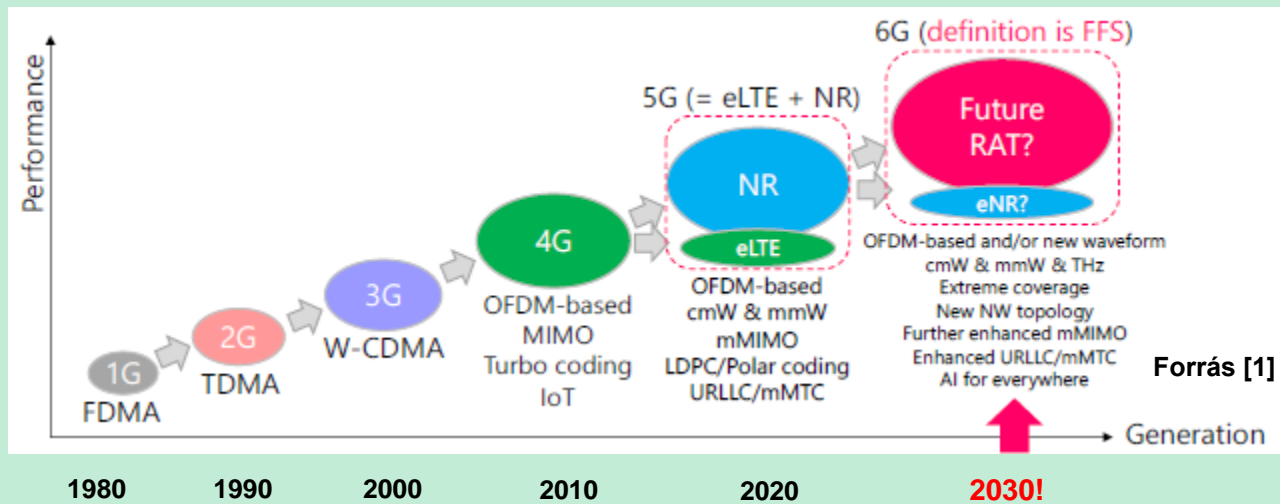 Performance
1G
FDMA
2G
TDMA
3G
W-CDMA
4G
OFDM-based
MIMO
Turbo coding
IoT
5G (= eLTE + NR)
NR
eLTE
OFDM-based
cmW & mmW
mMIMO
LDPC/Polar coding
URLLC/mMTC
6G (definition is FFS)
Future
RAT?
eNR?
OFDM-based and/or new waveform
cmW & mmW & THz
Extreme coverage
New NW topology
Further enhanced mMIMO
Enhanced URLLC/mMTC
AI for everywhere
Forrás [1]
Generation
1980
1990
2000
2010
2020
2030!